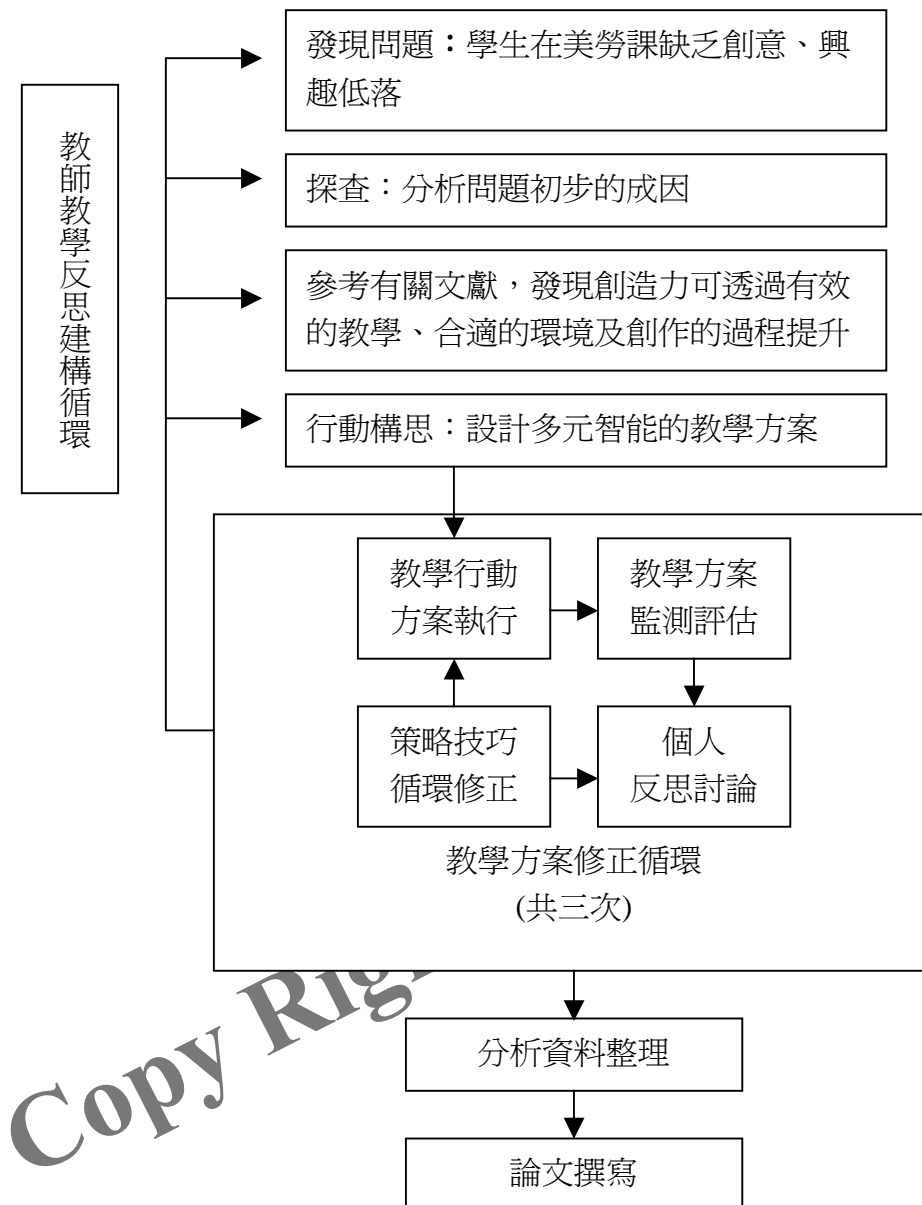 教師教學反思建構循環
發現問題：學生在美勞課缺乏創意、興
趣低落
探查：分析問題初步的成因
參考有關文獻，發現創造力可透過有效
的教學、合適的環境及創作的過程提升
行動構思：設計多元智能的教學方案
教學行動
方案執行
教學方案
監測評估
策略技巧
循環修正
個人
反思討論
教學方案修正循環
(共三次)
分析資料整理
論文撰寫
Copy